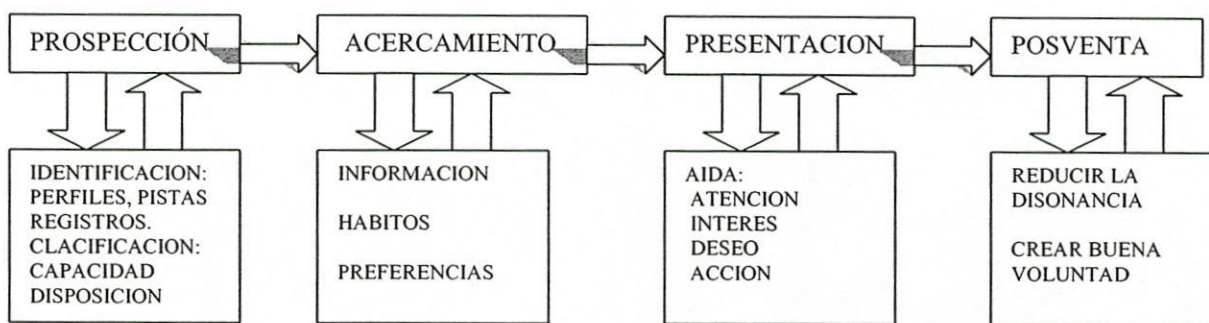 PROSPECCIÓN
ACERCAMIENTO
PRESENTACION
POSVENTA
IDENTIFICACION:
PERFILES, PISTAS
REGISTROS.
CLACIFICACION:
CAPACIDAD
DISPOSICION
INFORMACION
HABITOS
PREFERENCIAS
AIDA:
ATENCION
INTERES
DESEO
ACCION
REDUCIR LA
DISONANCIA
CREAR BUENA
VOLUNTAD